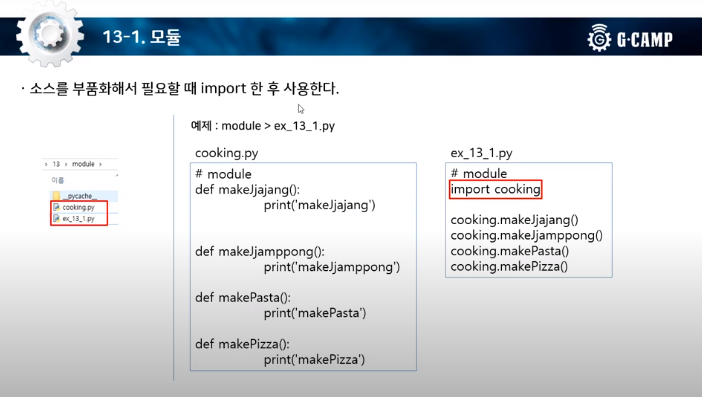 13-1. 모듈
G·CAMP
· 소스를 부품화해서 필요할 때 import 한 후 사용한다.
› 13 › module ›
이름
__pycache__
cooking.py
ex_13_1.py
예제 : module > ex_13_1.py
cooking.py
# module
def makeJjajang():
print('makeJjajang')
def makeJjamppong():
print('makeJjamppong')
def makePasta():
print('makePasta')
def makePizza():
print('makePizza')
ex_13_1.py
# module
import cooking
cooking.makeJjajang()
cooking.makeJjamppong()
cooking.makePasta()
cooking.makePizza()